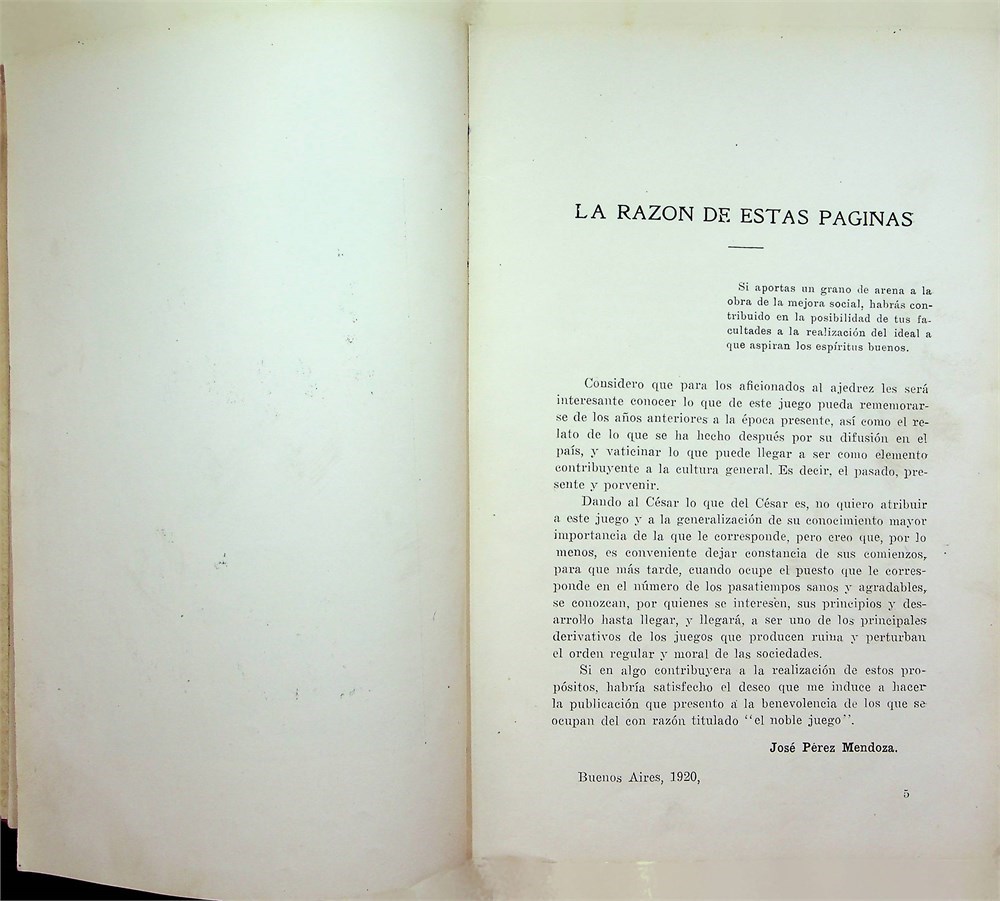 LA RAZON DE ESTAS PAGINAS
Si aportas un grano de arena a la
obra de la mejora social, habrás con-
tribuido en la posibilidad de tus fa-
cultades a la realización del ideal a
que aspiran los espíritus buenos.
Considero que para los aficionados al ajedrez les será
interesante conocer lo que de este juego pueda rememorar-
se de los años anteriores a la época presente, así como el re-
lato de lo que se ha hecho después por su difusión en el
país, y vaticinar lo que puede llegar a ser como elemento
contribuyente a la cultura general. Es decir, el pasado, pre-
sente y porvenir.
Dando al César lo que del César es, no quiero atribuir
a este juego y a la generalización de su conocimiento mayor
importancia de la que le corresponde, pero creo que, por lo
menos, es conveniente dejar constancia de sus comienzos,
para que más tarde, cuando ocupe el puesto que le corres-
ponde en el número de los pasatiempos sanos y agradables,
se conozcan, por quienes se interesen, sus principios y des-
arrollo hasta llegar, y llegará, a ser uno de los principales
derivativos de los juegos que producen ruina y perturban
el orden regular y moral de las sociedades.
Si en algo contribuyera a la realización de estos pro-
pósitos, habría satisfecho el deseo que me induce a hacer
la publicación que presento a la benevolencia de los que se
ocupan del con razón titulado "el noble juego".
José Pérez Mendoza.
Buenos Aires, 1920,
5